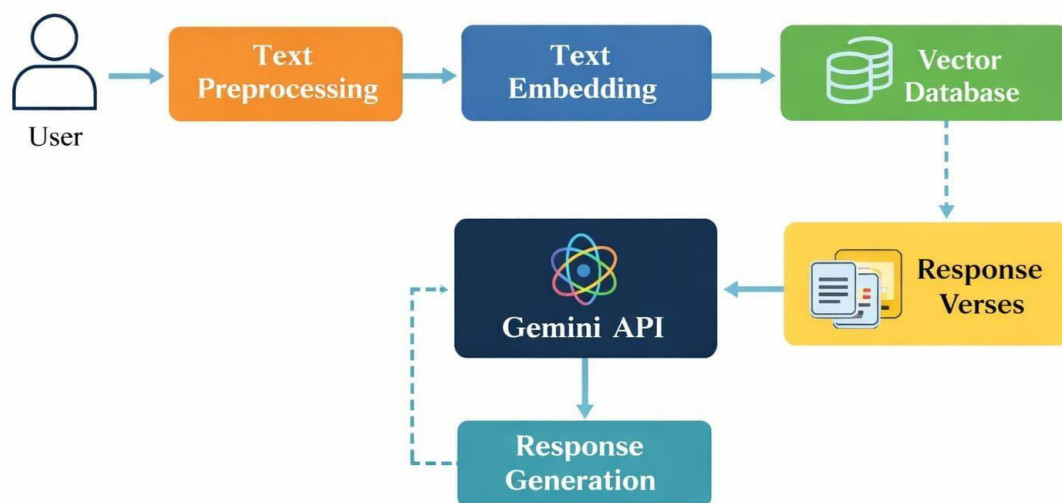 Text
Preprocessing
Text
Embedding
Vector
Database
User
Response
Verses
Gemini API
Response
Generation